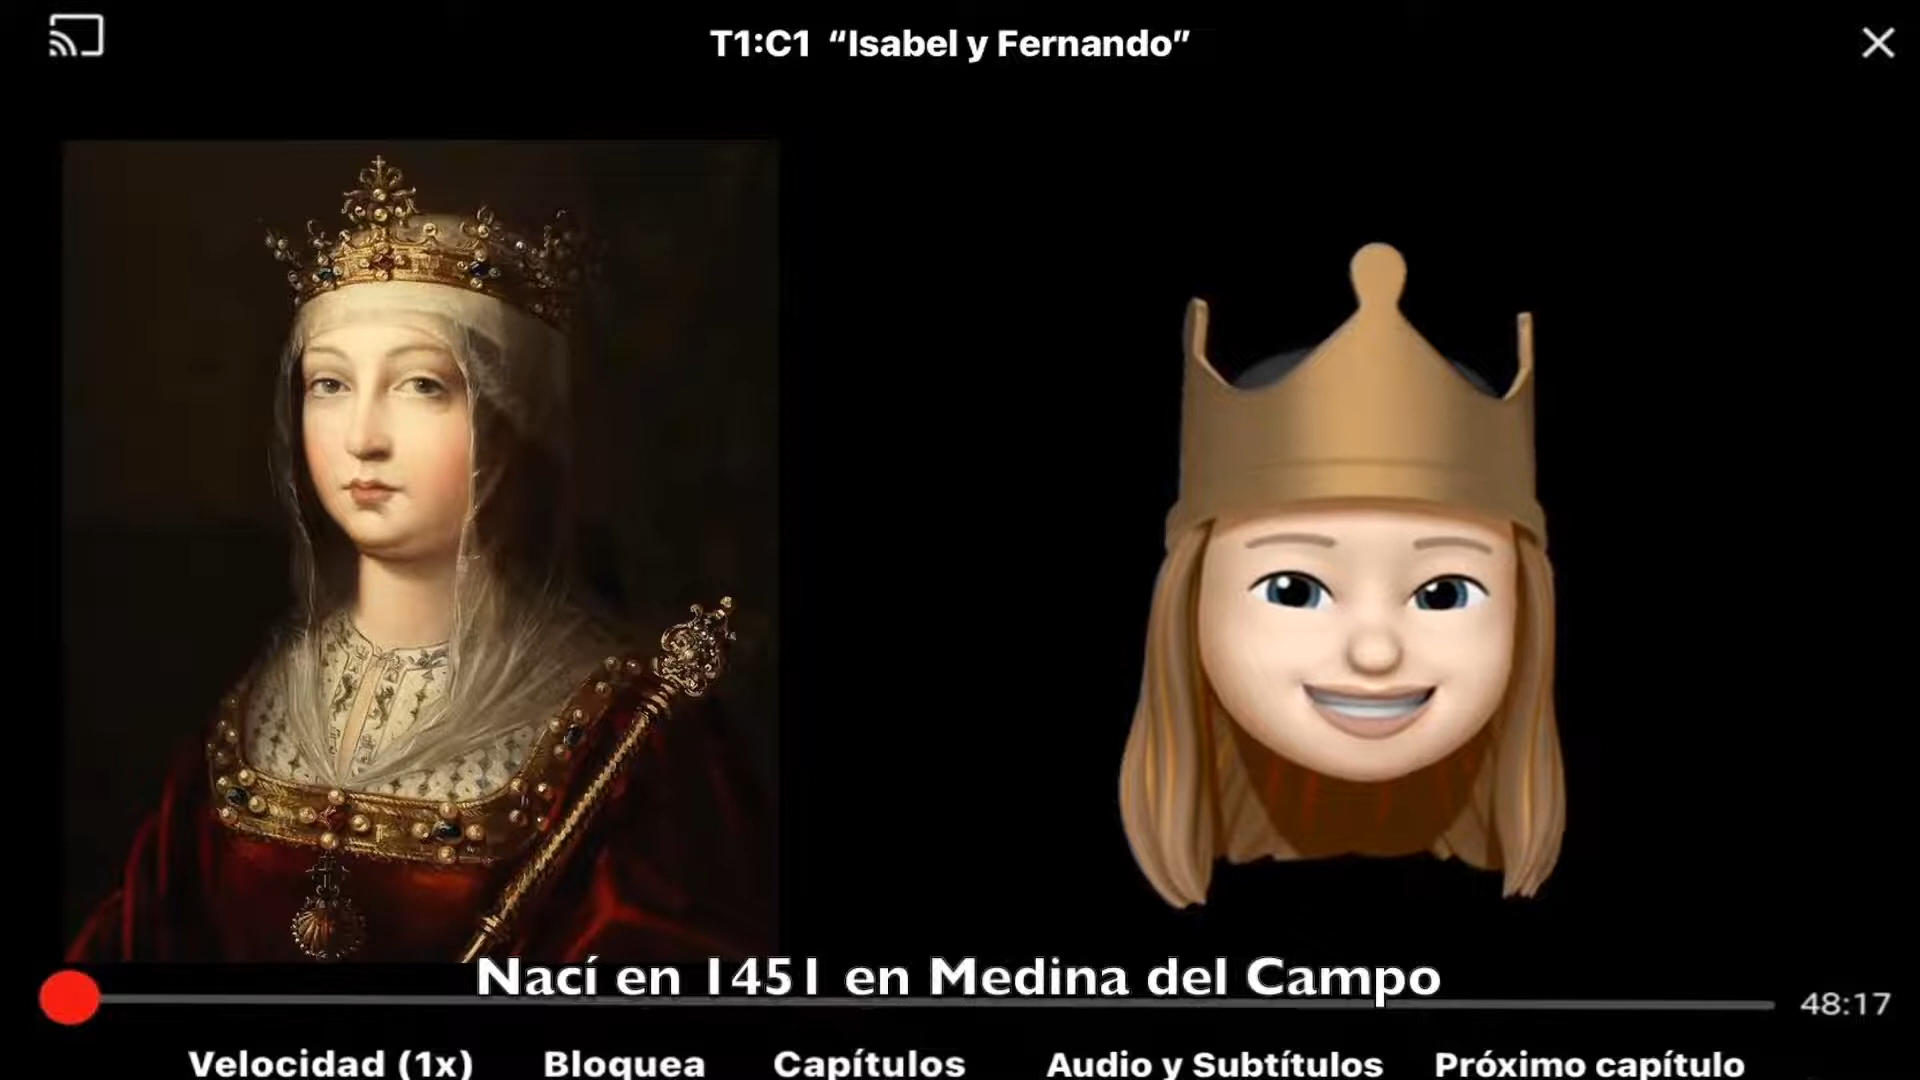 T1:C1 “Isabel y Fernando”
Nací en 1451 en Medina del Campo
48:17
Velocidad (1x) Bloquea Capítulos Audio y Subtítulos Próximo capítulo